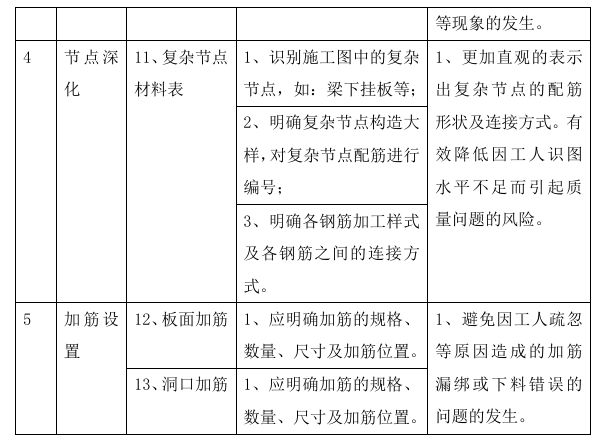 等现象的发生。
4
节点深
化
11、复杂节点
材料表
1、识别施工图中的复杂
节点，如：梁下挂板等；
2、明确复杂节点构造大
样，对复杂节点配筋进行
编号；
3、明确各钢筋加工样式
及各钢筋之间的连接方
式。
1、更加直观的表示
出复杂节点的配筋
形状及连接方式。有
效降低因工人识图
水平不足而引起质
量问题的风险。
5
加筋设
置
12、板面加筋
1、应明确加筋的规格、
数量、尺寸及加筋位置。
13、洞口加筋
1、应明确加筋的规格、
数量、尺寸及加筋位置。
1、避免因工人疏忽
等原因造成的加筋
漏绑或下料错误的
问题的发生。